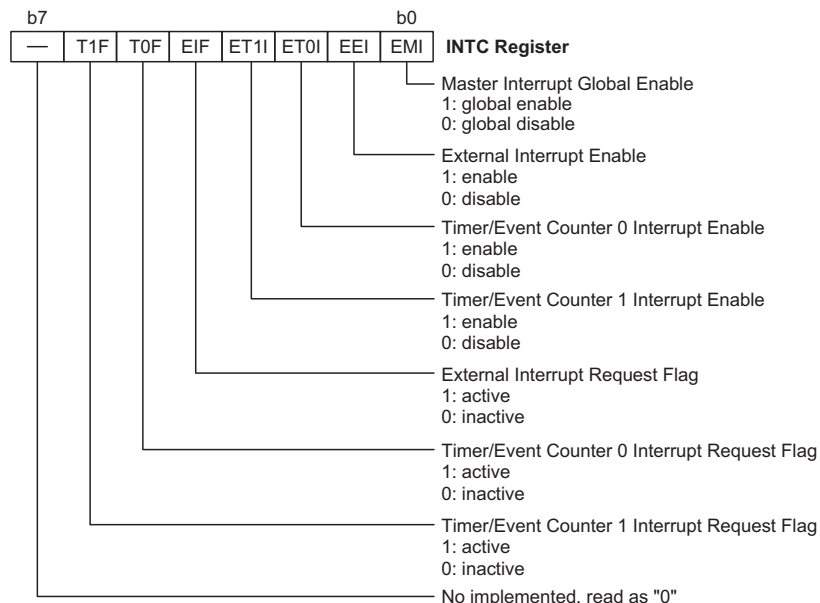 b7 b0
— T1F T0F EIF ET1I ET0I EEI EMI INTC Register
Master Interrupt Global Enable
1: global enable
0: global disable
External Interrupt Enable
1: enable
0: disable
Timer/Event Counter 0 Interrupt Enable
1: enable
0: disable
Timer/Event Counter 1 Interrupt Enable
1: enable
0: disable
External Interrupt Request Flag
1: active
0: inactive
Timer/Event Counter 0 Interrupt Request Flag
1: active
0: inactive
Timer/Event Counter 1 Interrupt Request Flag
1: active
0: inactive
No implemented, read as "0"